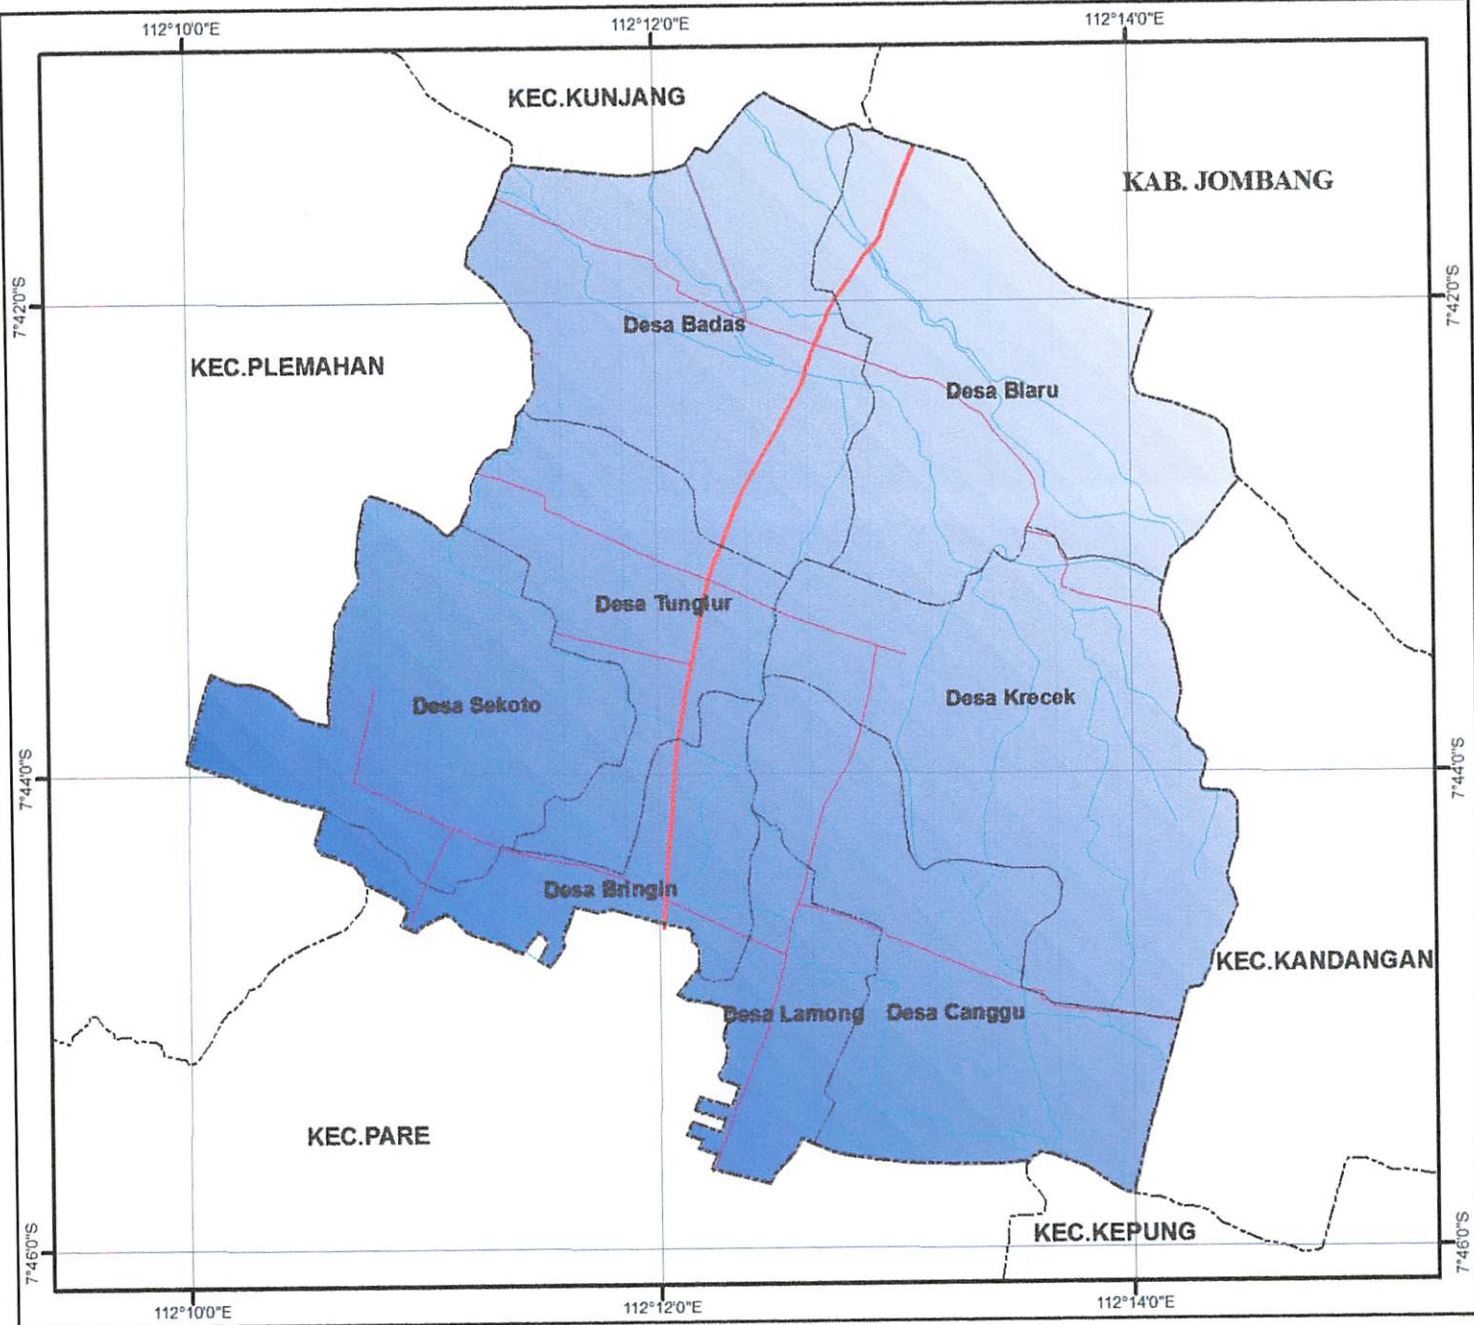 112°10'0"E
112°12'0"E
112°14'0"E
KEC.KUNJANG
KAB. JOMBANG
7°42'0"S
7°42'0"S
Desa Badas
KEC.PLEMAHAN
Desa Blaru
Desa Tunglur
Desa Krecek
Desa Sekoto
7°44'0"S
7°44'0"S
Desa Bringin
KEC.KANDANGAN
Desa Lamong
Desa Canggu
KEC.PARE
KEC.KEPUNG
7°46'0"S
7°46'0"S
112°10'0"E
112°12'0"E
112°14'0"E